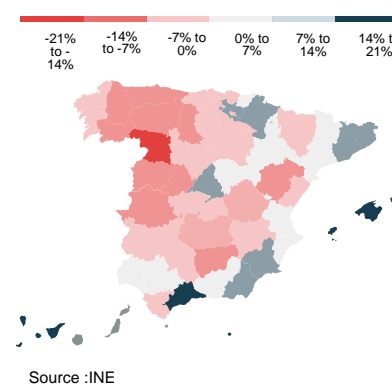 -21% to -14%
-14% to -7%
-7% to 0%
0% to 7%
7% to 14%
14% t 21%
Source :INE